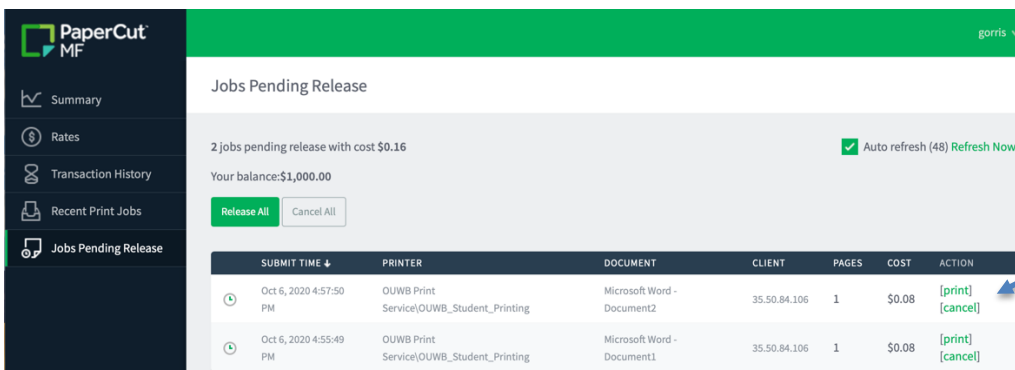 PaperCut
MF
gorris
Summary
Rates
Transaction History
Recent Print Jobs
Jobs Pending Release
Jobs Pending Release
2 jobs pending release with cost $0.16
Auto refresh (48) Refresh Now
Your balance:$1,000.00
Release All Cancel All
SUBMIT TIME PRINTER DOCUMENT CLIENT PAGES COST ACTION
Oct 6, 2020 4:57:50 OUWB Print Microsoft Word - [print]
PM Service\OUWB_Student_Printing Document2 35.50.84.106 1 $0.08 [cancel]
Oct 6, 2020 4:55:49 OUWB Print Microsoft Word - [print]
PM Service\OUWB_Student_Printing Document1 35.50.84.106 1 $0.08 [cancel]